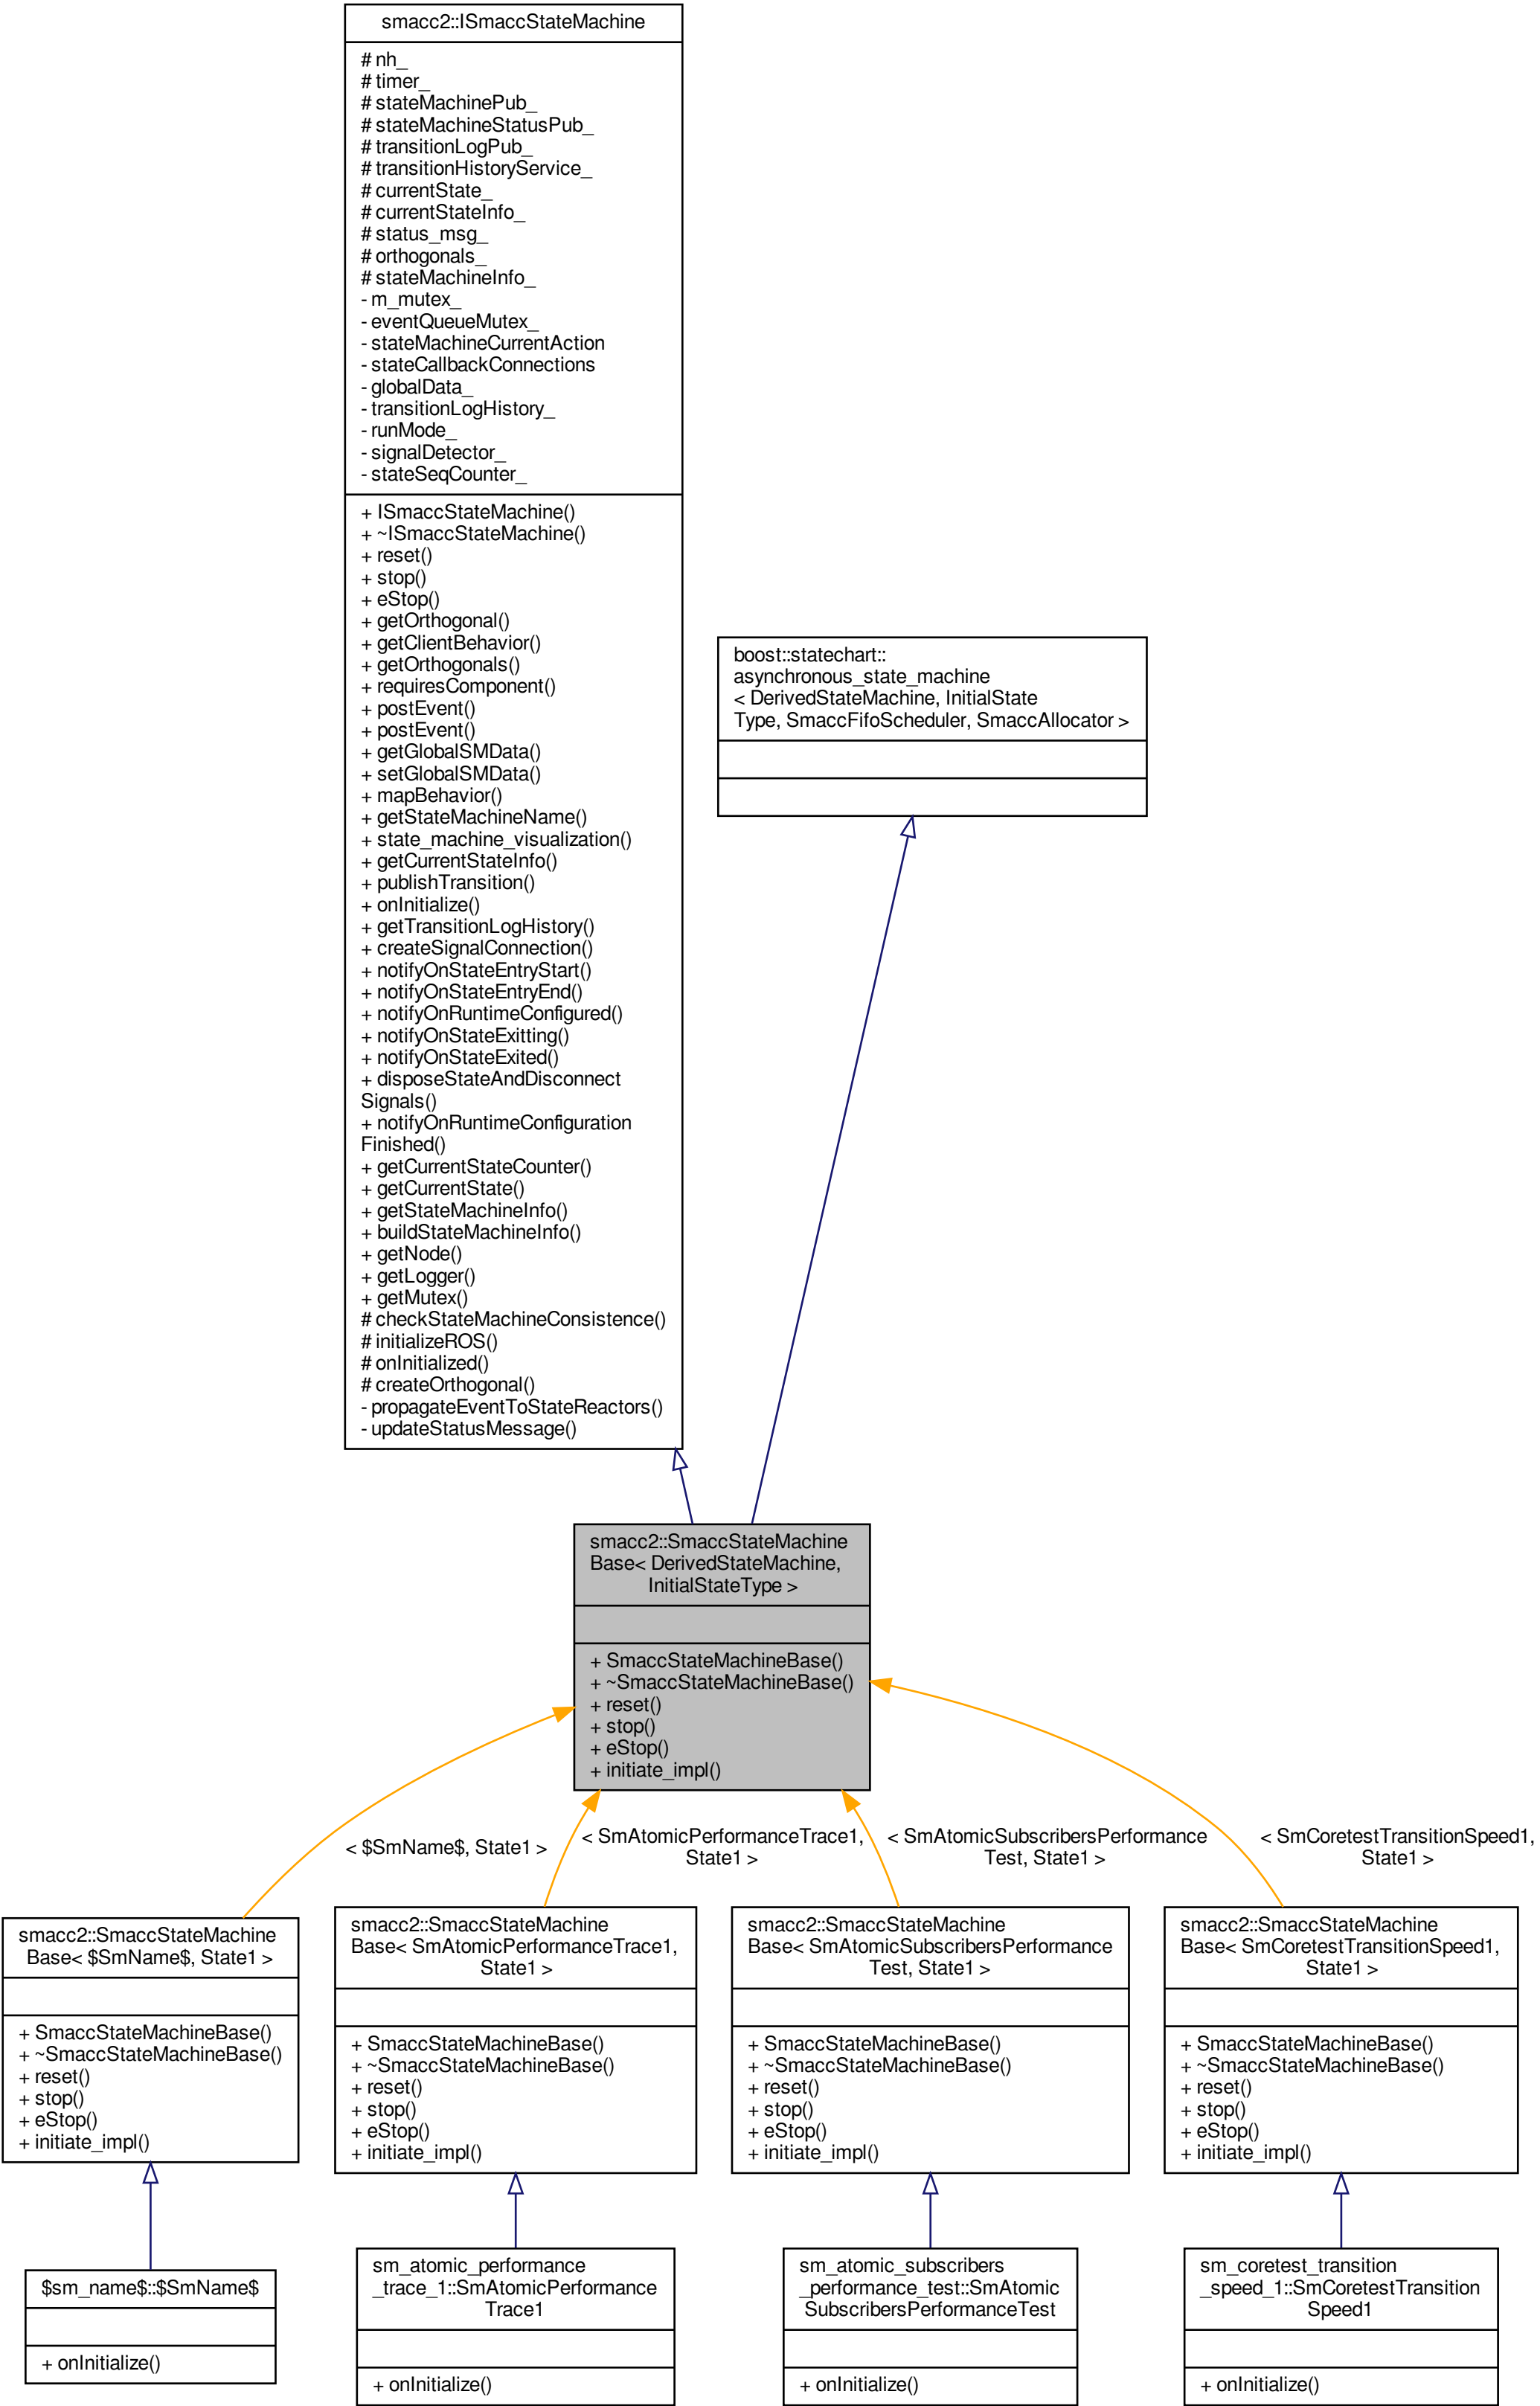 smacc2::ISmaccStateMachine
# nh_
# timer_
# stateMachinePub_
# stateMachineStatusPub_
# transitionLogPub_
# transitionHistoryService_
# currentState_
# currentStateInfo_
# status_msg_
# orthogonals_
# stateMachineInfo_
- m_mutex_
- eventQueueMutex_
- stateMachineCurrentAction
- stateCallbackConnections
- globalData_
- transitionLogHistory_
- runMode_
- signalDetector_
- stateSeqCounter_
+ ISmaccStateMachine()
+ ~ISmaccStateMachine()
+ reset()
+ stop()
+ eStop()
+ getOrthogonal()
+ getClientBehavior()
+ getOrthogonals()
+ requiresComponent()
+ postEvent()
+ postEvent()
+ getGlobalSMData()
+ setGlobalSMData()
+ mapBehavior()
+ getStateMachineName()
+ state_machine_visualization()
+ getCurrentStateInfo()
+ publishTransition()
+ onInitialize()
+ getTransitionLogHistory()
+ createSignalConnection()
+ notifyOnStateEntryStart()
+ notifyOnStateEntryEnd()
+ notifyOnRuntimeConfigured()
+ notifyOnStateExitting()
+ notifyOnStateExited()
+ disposeStateAndDisconnect
Signals()
+ notifyOnRuntimeConfiguration
Finished()
+ getCurrentStateCounter()
+ getCurrentState()
+ getStateMachineInfo()
+ buildStateMachineInfo()
+ getNode()
+ getLogger()
+ getMutex()
# checkStateMachineConsistence()
# initializeROS()
# onInitialized()
# createOrthogonal()
- propagateEventToStateReactors()
- updateStatusMessage()
boost::statechart::
asynchronous_state_machine
< DerivedStateMachine, InitialState
Type, SmaccFifoScheduler, SmaccAllocator >
smacc2::SmaccStateMachine
Base< DerivedStateMachine,
InitialStateType >
+ SmaccStateMachineBase()
+ ~SmaccStateMachineBase()
+ reset()
+ stop()
+ eStop()
+ initiate_impl()
< $SmName$, State1 >
< SmAtomicPerformanceTrace1,
State1 >
< SmAtomicSubscribersPerformance
Test, State1 >
< SmCoretestTransitionSpeed1,
State1 >
smacc2::SmaccStateMachine
Base< $SmName$, State1 >
+ SmaccStateMachineBase()
+ ~SmaccStateMachineBase()
+ reset()
+ stop()
+ eStop()
+ initiate_impl()
smacc2::SmaccStateMachine
Base< SmAtomicPerformanceTrace1,
State1 >
+ SmaccStateMachineBase()
+ ~SmaccStateMachineBase()
+ reset()
+ stop()
+ eStop()
+ initiate_impl()
smacc2::SmaccStateMachine
Base< SmAtomicSubscribersPerformance
Test, State1 >
+ SmaccStateMachineBase()
+ ~SmaccStateMachineBase()
+ reset()
+ stop()
+ eStop()
+ initiate_impl()
smacc2::SmaccStateMachine
Base< SmCoretestTransitionSpeed1,
State1 >
+ SmaccStateMachineBase()
+ ~SmaccStateMachineBase()
+ reset()
+ stop()
+ eStop()
+ initiate_impl()
$sm_name$::$SmName$
+ onInitialize()
sm_atomic_performance
_trace_1::SmAtomicPerformance
Trace1
+ onInitialize()
sm_atomic_subscribers
_performance_test::SmAtomic
SubscribersPerformanceTest
+ onInitialize()
sm_coretest_transition
_speed_1::SmCoretestTransition
Speed1
+ onInitialize()